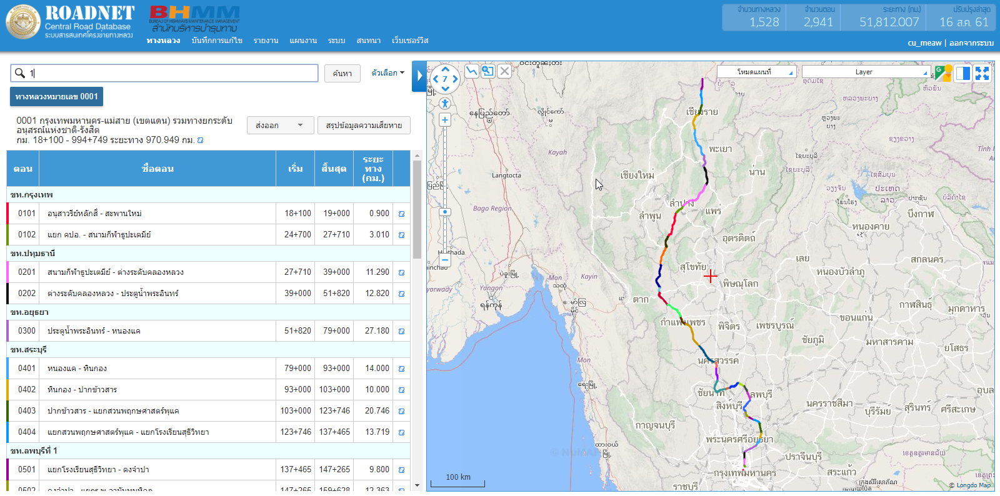 ROADNET
Central Road Database
ระบบสารสนเทศโครงข่ายทางหลวง
BHMM
BUREAU OF HIGHWAYS MAINTENANCE MANAGEMENT
สำนักบริหารบำรุงทาง
จำนวนทางหลวง
1,528
จำนวนตอน
2,941
ระยะทาง (กม.)
51,812.007
ปรับปรุงล่าสุด
16 ส.ค. 61
ทางหลวง บันทึกการแก้ไข รายงาน แผนงาน ระบบ สนทนา เว็บเซอร์วิส
cu_meaw | ออกจากระบบ
1
ค้นหา
ตัวเลือก
ทางหลวงหมายเลข 0001
0001 กรุงเทพมหานคร-แม่สาย (เขตแดน) รวมทางยกระดับ
อนุสรณ์แห่งชาติ-รังสิต
กม. 18+100 - 994+749 ระยะทาง 970.949 กม.
ส่งออก
สรุปข้อมูลความเสียหาย
ตอน ชื่อตอน เริ่ม สิ้นสุด ระยะทาง (กม.)
ขท.กรุงเทพ
0101 อนุสาวรีย์หลักสี่ - สะพานใหม่ 18+100 19+000 0.900
0102 แยก คปอ. - สนามกีฬาธูปะเตมีย์ 24+700 27+710 3.010
ขท.ปทุมธานี
0201 สนามกีฬาธูปะเตมีย์ - ต่างระดับคลองหลวง 27+710 39+000 11.290
0202 ต่างระดับคลองหลวง - ประตูน้ำพระอินทร์ 39+000 51+820 12.820
ขท.อยุธยา
0300 ประตูน้ำพระอินทร์ - หนองแค 51+820 79+000 27.180
ขท.สระบุรี
0401 หนองแค - หินกอง 79+000 93+000 14.000
0402 หินกอง - ปากข้าวสาร 93+000 103+000 10.000
0403 ปากข้าวสาร - แยกสวนพฤกษศาสตร์พุแค 103+000 123+746 20.746
0404 แยกสวนพฤกษศาสตร์พุแค - แยกโรงเรียนสุธีวิทยา 123+746 137+465 13.719
ขท.ลพบุรีที่ 1
0501 แยกโรงเรียนสุธีวิทยา - ดงจำปา 137+465 147+265 9.800
7
โหมดแผนที่
Layer
เชียงราย
พะเยา
น่าน
เชียงใหม่
ลำปาง
ลำพูน
แพร่
อุตรดิตถ์
สุโขทัย
พิษณุโลก
ตาก
กำแพงเพชร
พิจิตร
เพชรบูรณ์
นครสวรรค์
ชัยนาท
ลพบุรี
สิงห์บุรี
กาญจนบุรี
พระนครศรีอยุธยา
กรุงเทพมหานคร
ราชบุรี
ปราจีนบุรี
สระแก้ว
นครราชสีมา
บุรีรัมย์
สุรินทร์
ศรีสะเกษ
ชัยภูมิ
มหาสารคาม
ยโสธร
ขอนแก่น
กาฬสินธุ์
มุกดาหาร
เลย
หนองบัวลำภู
สกลนคร
หนองคาย
บึงกาฬ
Kayah
Langtocta
Bago Region
Mon
Kayin
Yangon
Mon
100 km
© Longdo Map